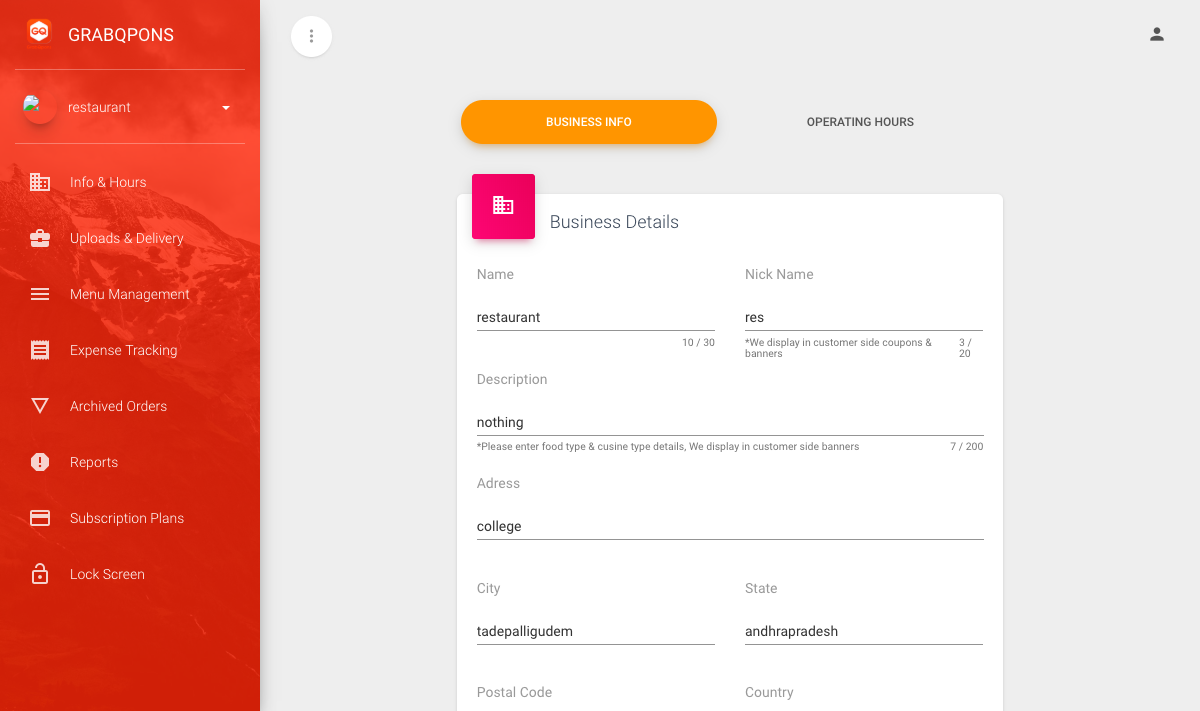 GQ
GRABQPONS
restaurant
Info & Hours
Uploads & Delivery
Menu Management
Expense Tracking
Archived Orders
Reports
Subscription Plans
Lock Screen
BUSINESS INFO
OPERATING HOURS
Business Details
Name
Nick Name
restaurant
res
10 / 30
*We display in customer side coupons &
banners
3 /
20
Description
nothing
*Please enter food type & cusine type details, We display in customer side banners
7 / 200
Adress
college
City
State
tadepalligudem
andhrapradesh
Postal Code
Country